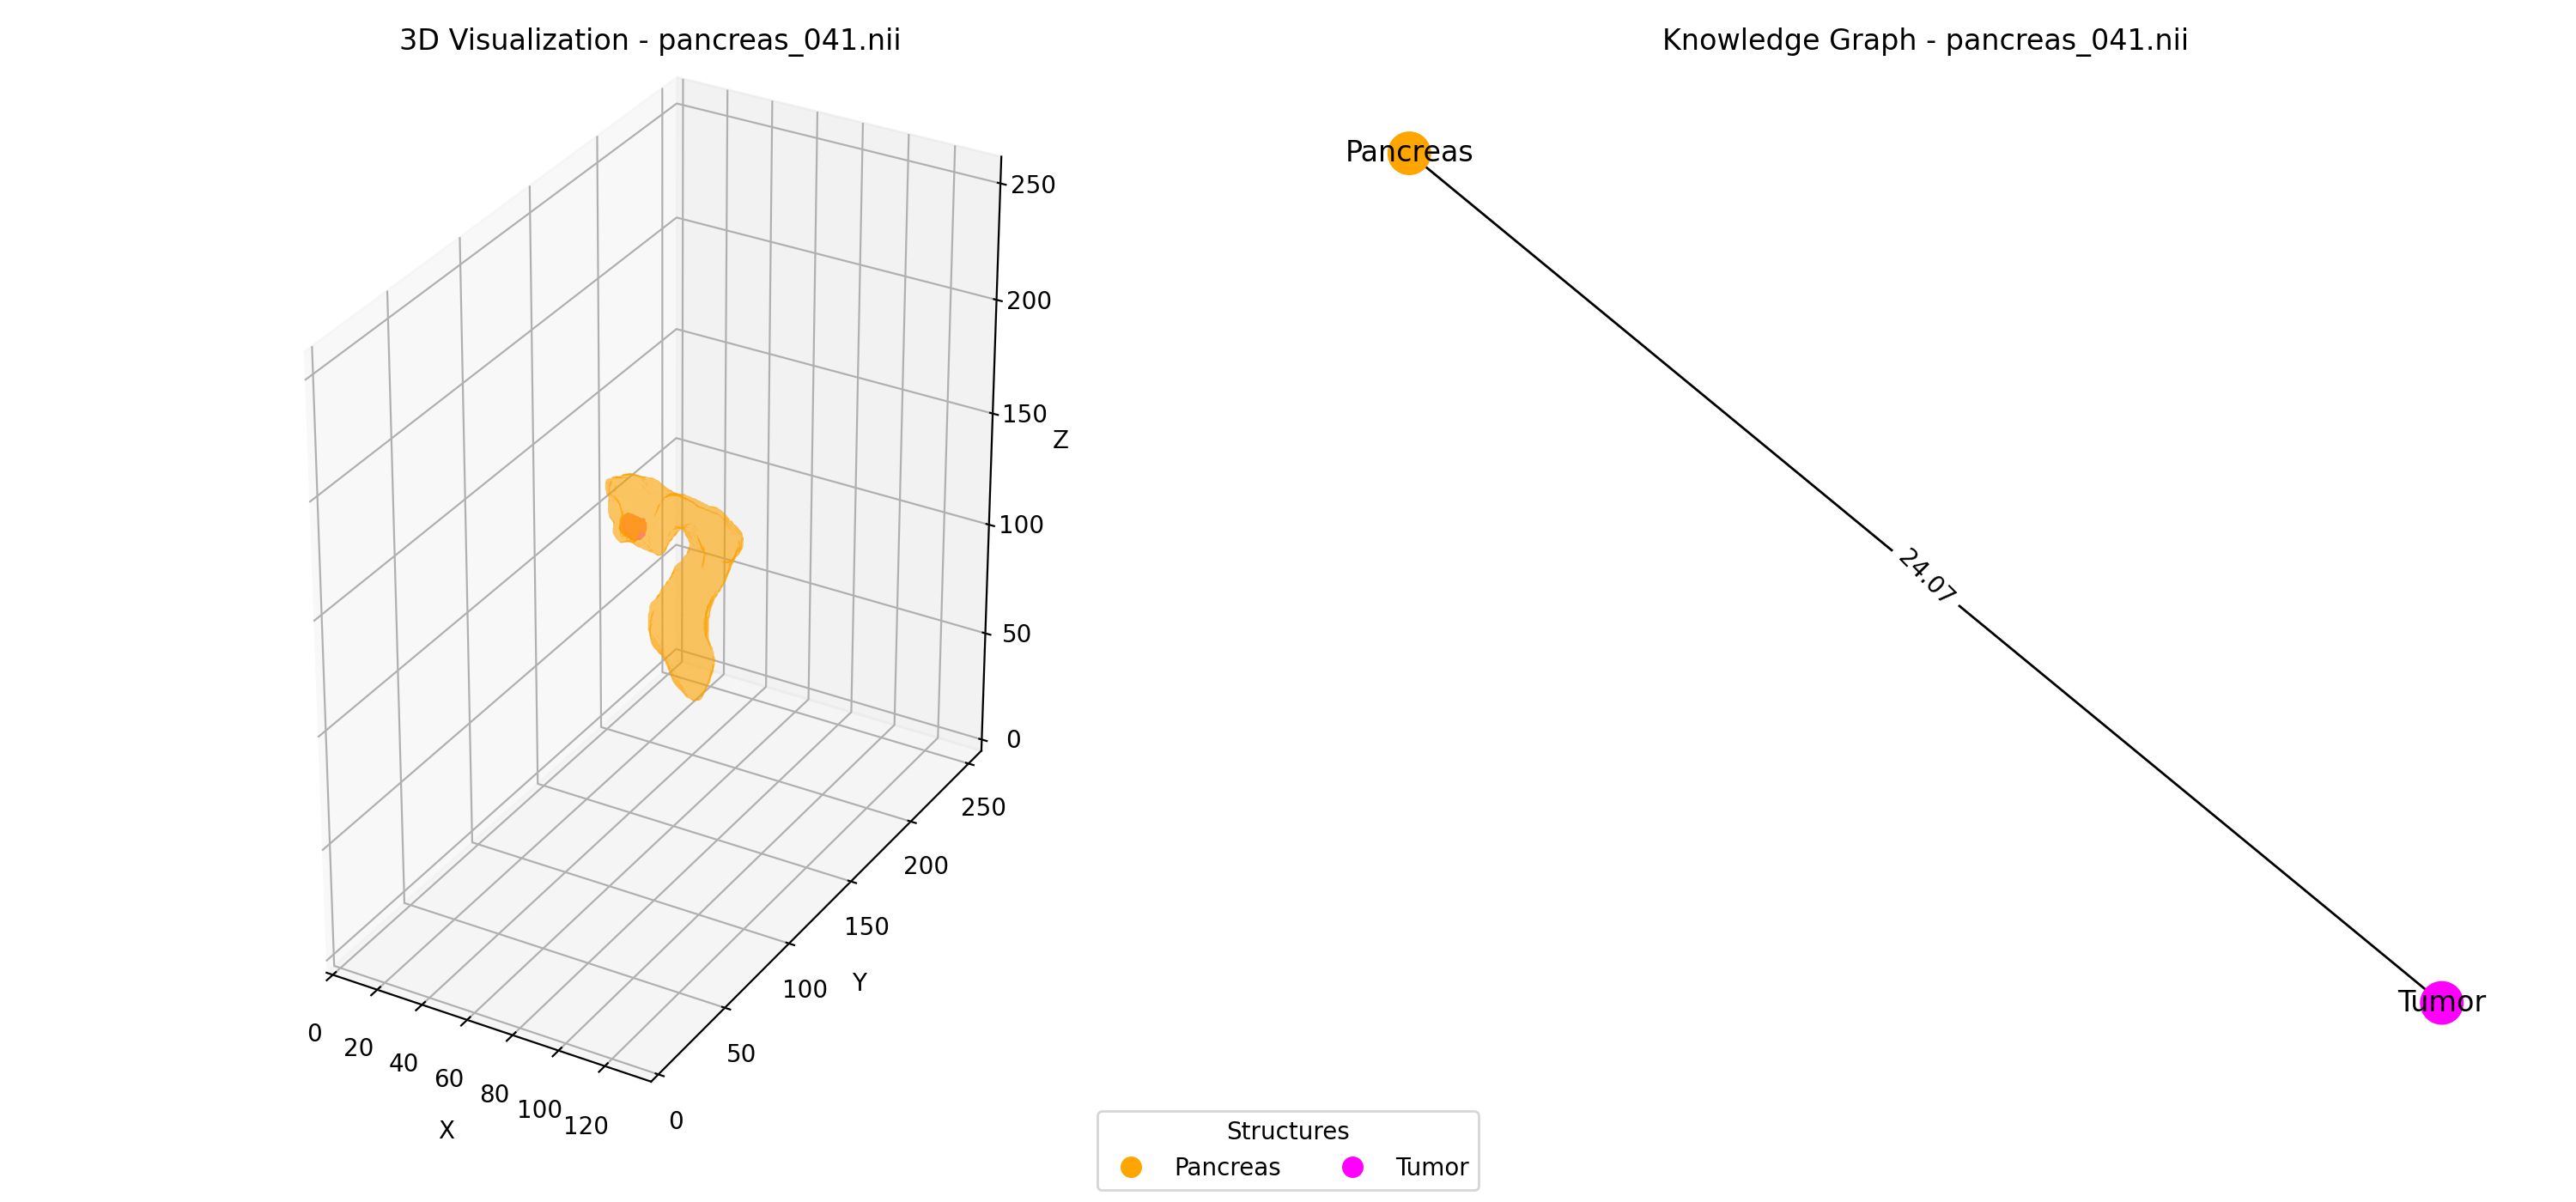 3D Visualization - pancreas_041.nii
250
200
150
Z
100
50
0
250
200
150
100
Y
50
0
0
20
40
60
80
100
120
X
Knowledge Graph - pancreas_041.nii
Pancreas
24.07
Tumor
Structures
Pancreas
Tumor